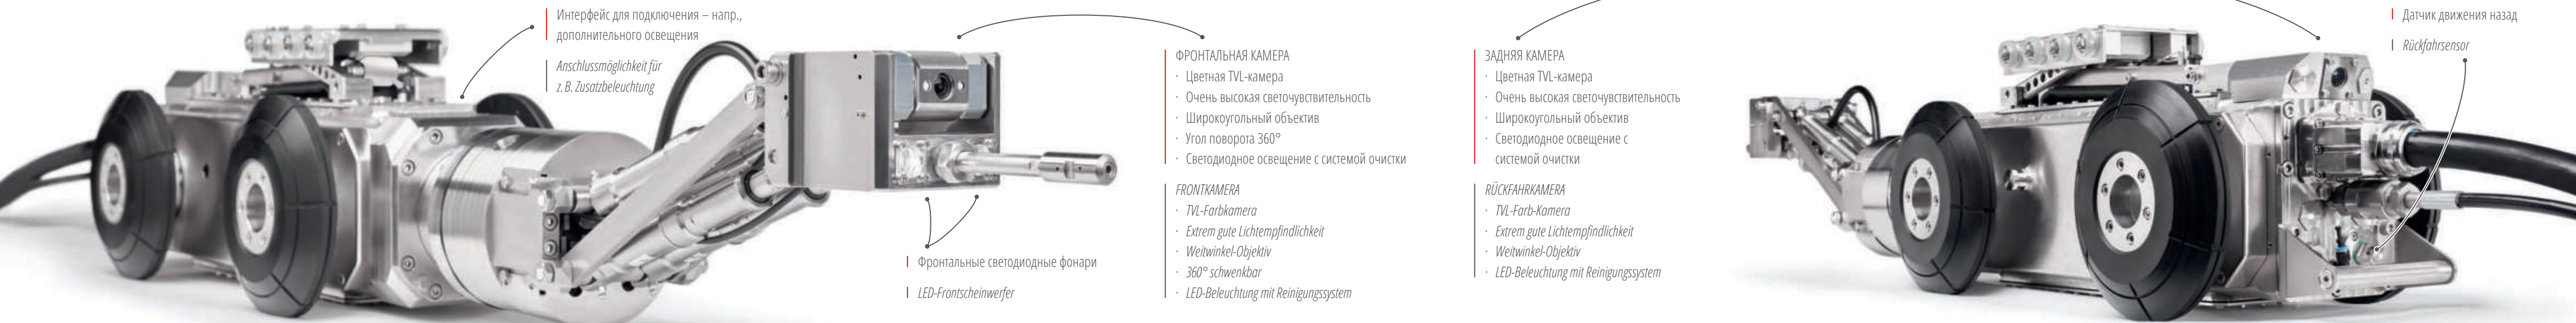 Интерфейс для подключения – напр.,
дополнительного освещения
Anschlussmöglichkeit für
z. B. Zusatzbeleuchtung
Фронтальные светодиодные фонари
LED-Frontscheinwerfer
ФРОНТАЛЬНАЯ КАМЕРА
· Цветная TVL-камера
· Очень высокая светочувствительность
· Широкоугольный объектив
· Угол поворота 360°
· Светодиодное освещение с системой очистки
FRONTKAMERA
· TVL-Farbkamera
· Extrem gute Lichtempfindlichkeit
· Weitwinkel-Objektiv
· 360° schwenkbar
· LED-Beleuchtung mit Reinigungssystem
ЗАДНЯЯ КАМЕРА
· Цветная TVL-камера
· Очень высокая светочувствительность
· Широкоугольный объектив
· Светодиодное освещение с
системой очистки
RÜCKFAHRKAMERA
· TVL-Farb-Kamera
· Extrem gute Lichtempfindlichkeit
· Weitwinkel-Objektiv
· LED-Beleuchtung mit Reinigungssystem
Датчик движения назад
Rückfahrsensor